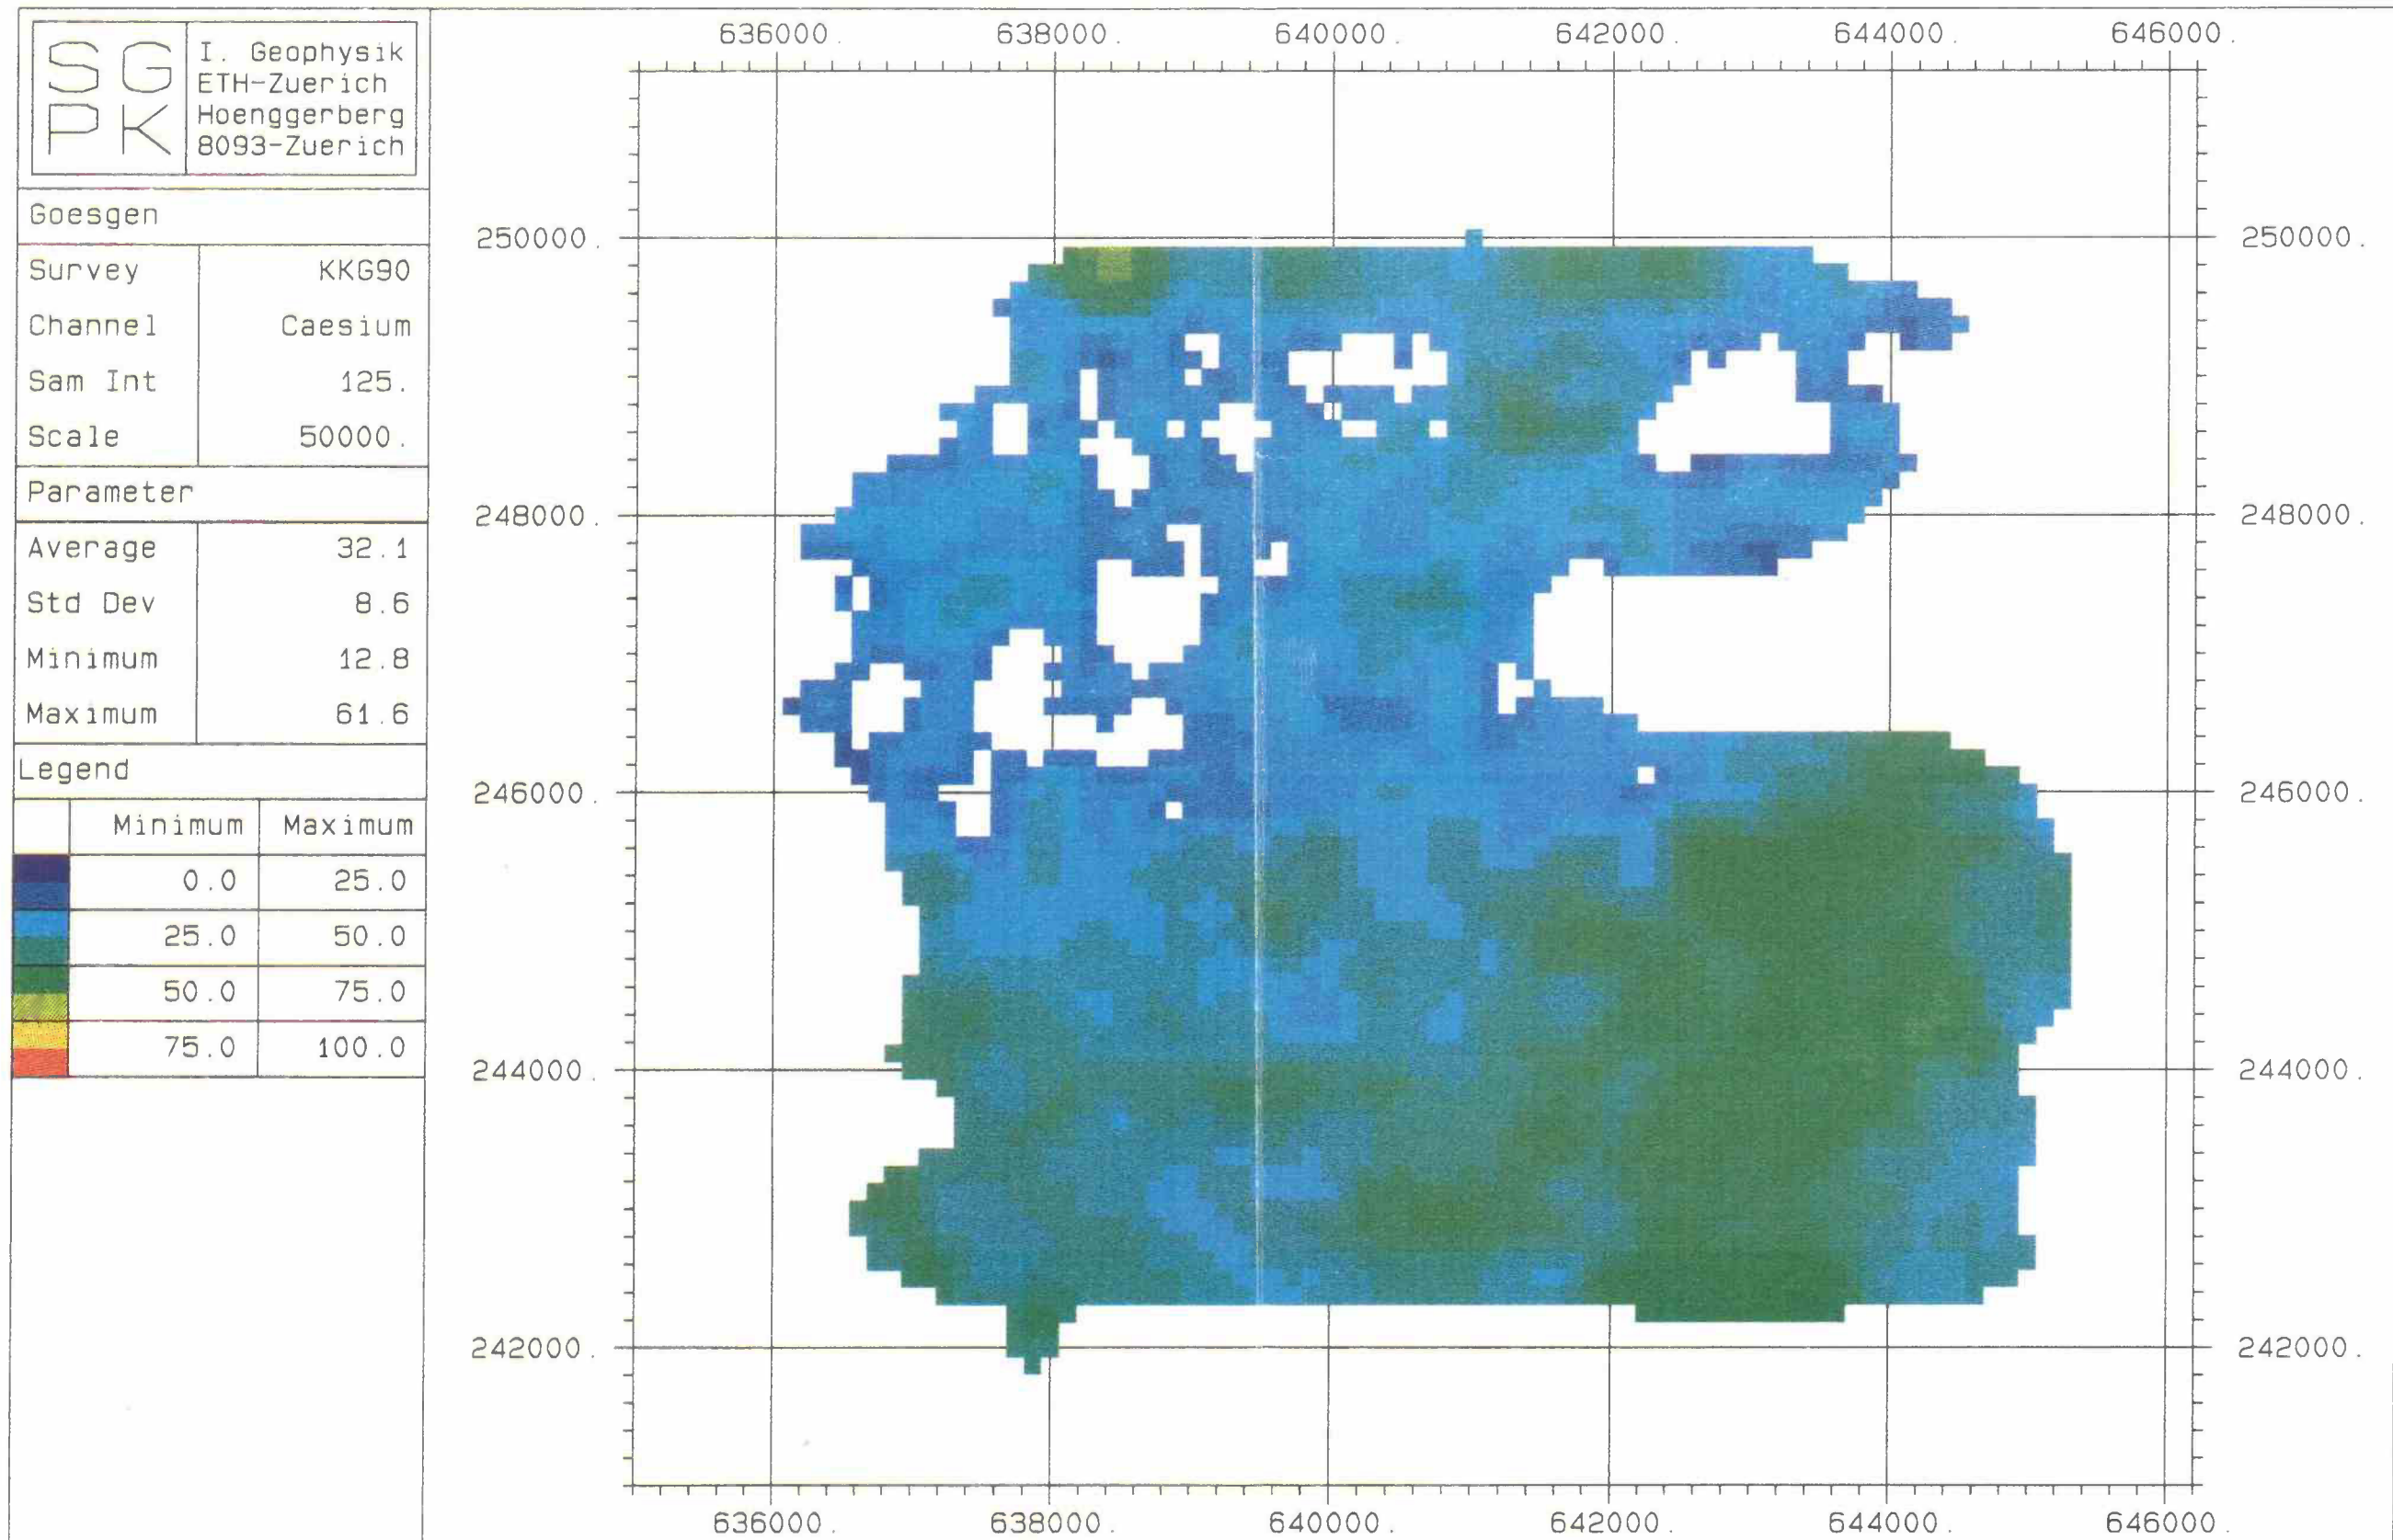 SG
PK
I. Geophysik
ETH-Zuerich
Hoenggerberg
8093-Zuerich
Goesgen
Survey KKG90
Channel Caesium
Sam Int 125.
Scale 50000.
Parameter
Average 32.1
Std Dev 8.6
Minimum 12.8
Maximum 61.6
Legend
Minimum Maximum
0.0 25.0
25.0 50.0
50.0 75.0
75.0 100.0
636000. 638000. 640000. 642000. 644000. 646000.
250000. 250000.
248000. 248000.
246000. 246000.
244000. 244000.
242000. 242000.
636000. 638000. 640000. 642000. 644000. 646000.